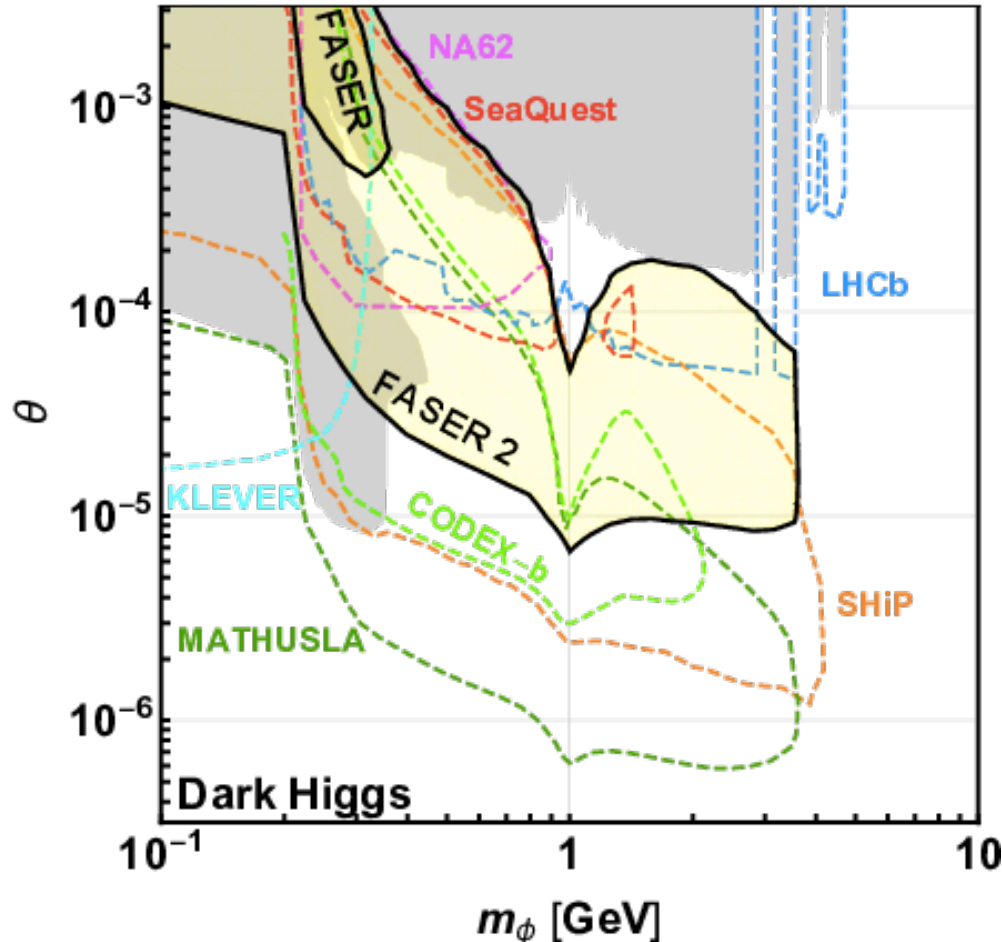 FASER
NA62
SeaQuest
10⁻³
LHCb
10⁻⁴
θ
FASER 2
KLEVER
10⁻⁵
CODEX-b
SHiP
MATHUSLA
10⁻⁶
Dark Higgs
10⁻¹
1
10
mϕ [GeV]